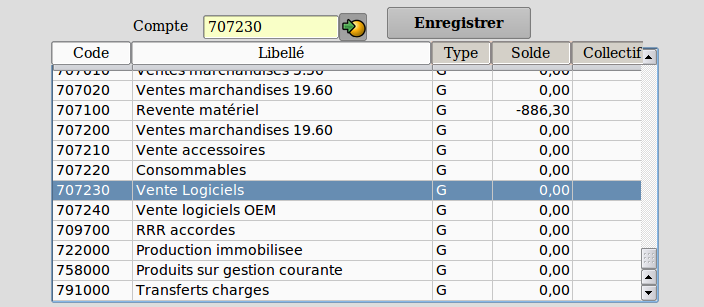 Compte 707230 Enregistrer
Code Libellé Type Solde Collectif
707010 Ventes marchandises 5.50 G 0,00
707020 Ventes marchandises 19.60 G 0,00
707100 Revente matériel G -886,30
707200 Ventes marchandises 19.60 G 0,00
707210 Vente accessoires G 0,00
707220 Consommables G 0,00
707230 Vente Logiciels G 0,00
707240 Vente logiciels OEM G 0,00
709700 RRR accordes G 0,00
722000 Production immobilisee G 0,00
758000 Produits sur gestion courante G 0,00
791000 Transferts charges G 0,00